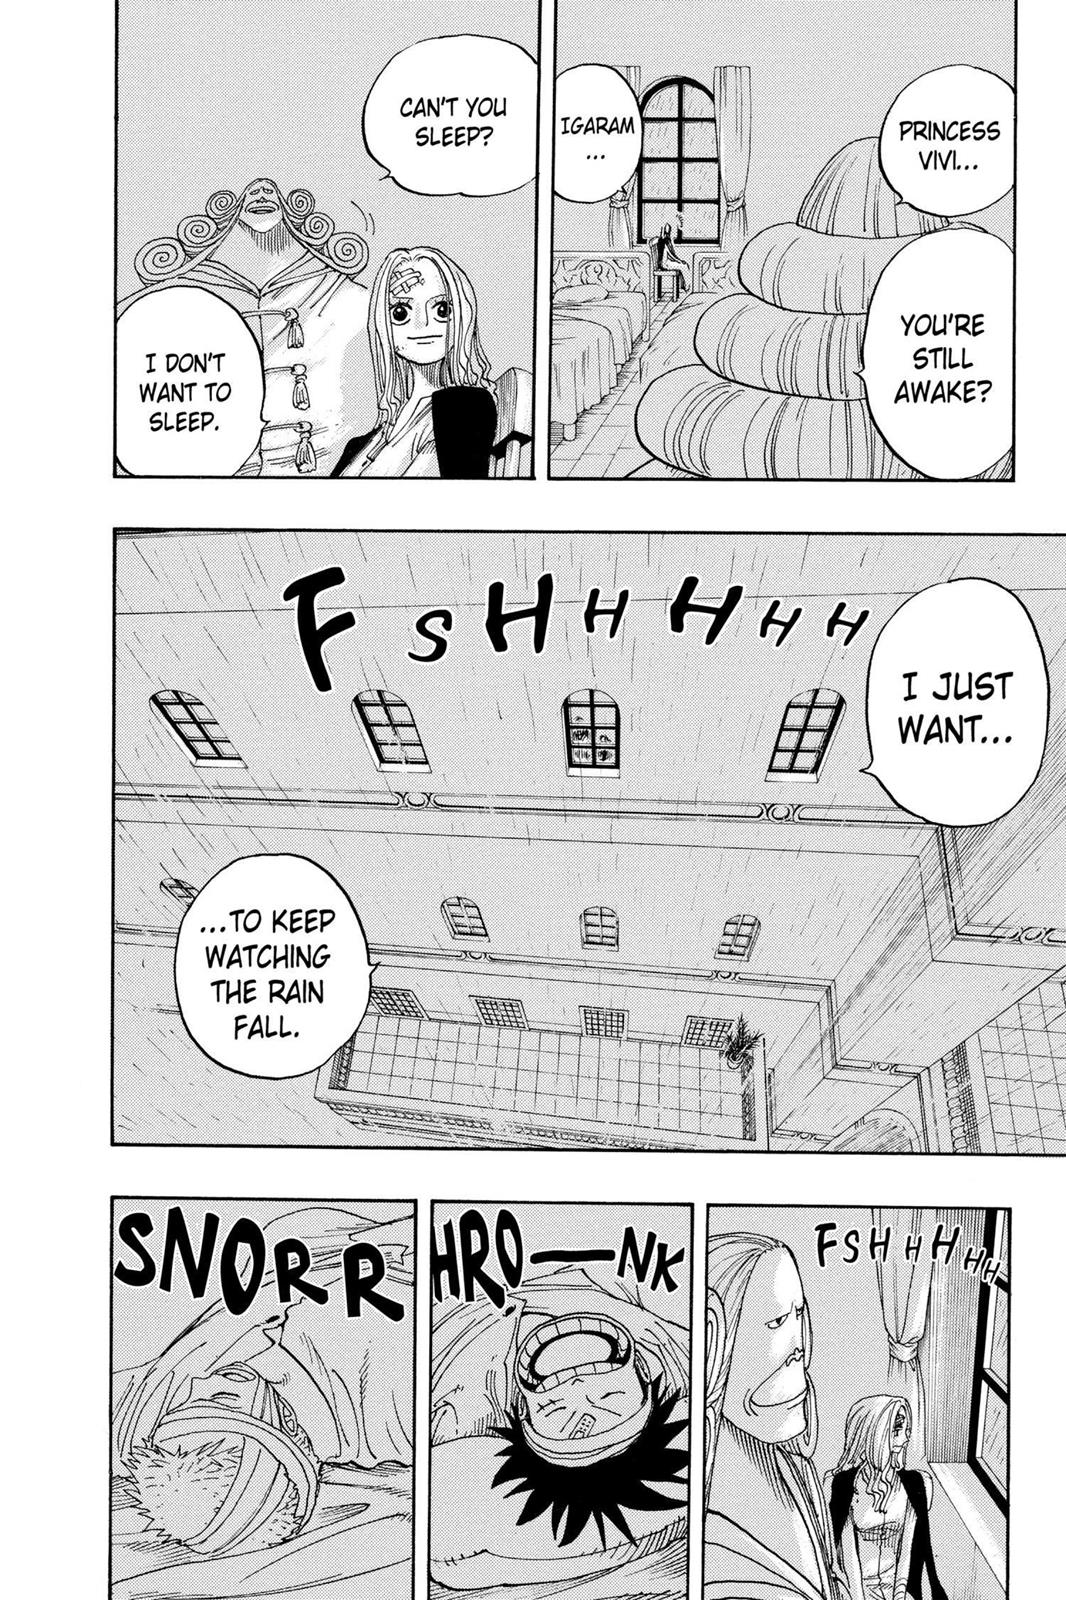 PRINCESS
VIVI...
YOU'RE
STILL
AWAKE?
IGARAM
...
CAN'T YOU
SLEEP?
I DON'T
WANT TO
SLEEP.
FSHHHHH
I JUST
WANT...
...TO KEEP
WATCHING
THE RAIN
FALL.
FSHHHHH
HRO—NK
SNORR